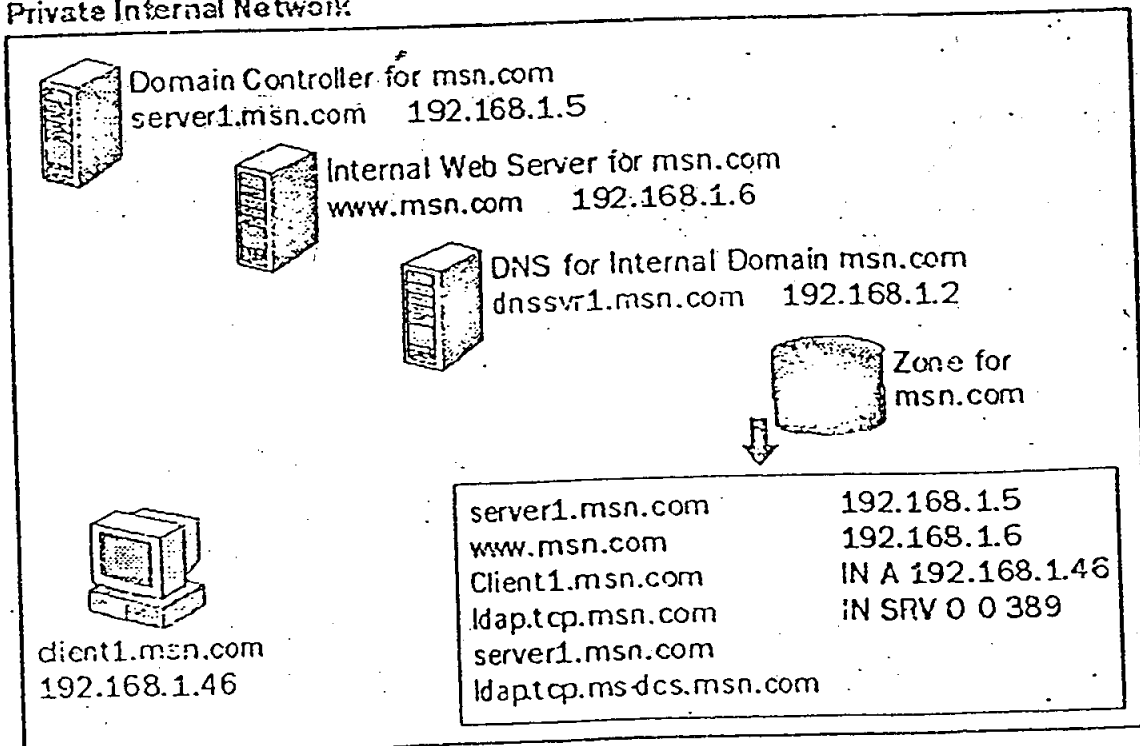 Private Internal Network
Domain Controller for msn.com
server1.msn.com 192.168.1.5
Internal Web Server for msn.com
www.msn.com 192.168.1.6
DNS for Internal Domain msn.com
dnssvr1.msn.com 192.168.1.2
Zone for
msn.com
client1.msn.com
192.168.1.46
server1.msn.com 192.168.1.5
www.msn.com 192.168.1.6
Client1.msn.com IN A 192.168.1.46
ldap.tcp.msn.com IN SRV 0 0 389
server1.msn.com
ldap.tcp.ms-dcs.msn.com